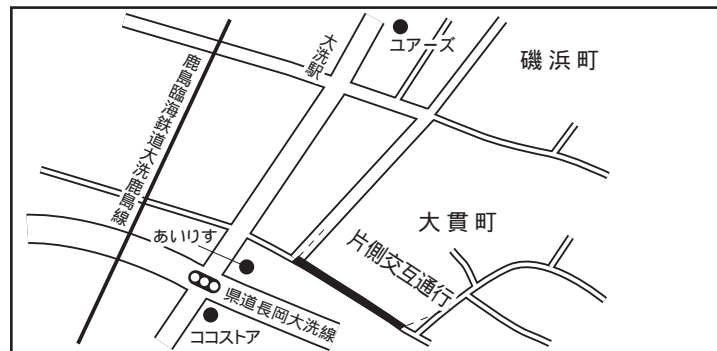 ユアーズ
大洗駅
磯浜町
鹿島臨海鉄道大洗鹿島線
大貫町
あいりす
片側交互通行
県道長岡大洗線
ココストア